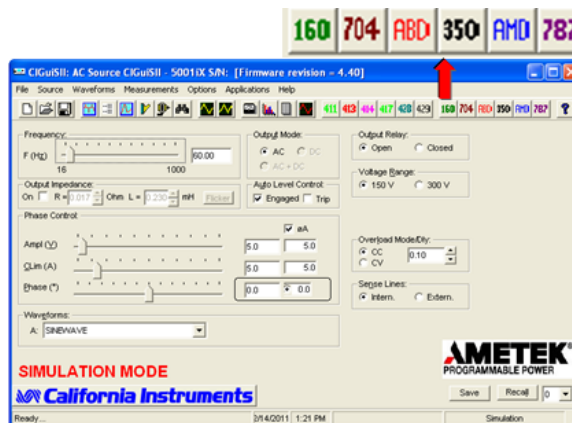 160 704 ABD 350 AMD 787
CIGuiSII: AC Source CIGuiSII - 5001iX S/N: [Firmware revision = 4.40]
File Source Waveforms Measurements Options Applications Help
411 413 414 417 428 429 160 704 ABD 350 AMD 787 ?
Frequency:
F (Hz)
60.00
16 1000
Output Mode:
AC DC
AC + DC
Output Relay:
Open Closed
Voltage Range:
150 V 300 V
Output Impedance:
On R = 0.017 Ohm L = 0.230 mH Flicker
Auto Level Control:
Engaged Trip
Phase Control
øA
Ampl (V) 5.0 5.0
CLim (A) 5.0 5.0
Phase (°) 0.0 0.0
Overload Mode/Dly:
CC
CV
0.10
Sense Lines:
Intern. Extern.
Waveforms:
A: SINEWAVE
SIMULATION MODE
California Instruments
AMETEK®
PROGRAMMABLE POWER
Save Recall 0
Ready... 2/14/2011 1:21 PM Simulation